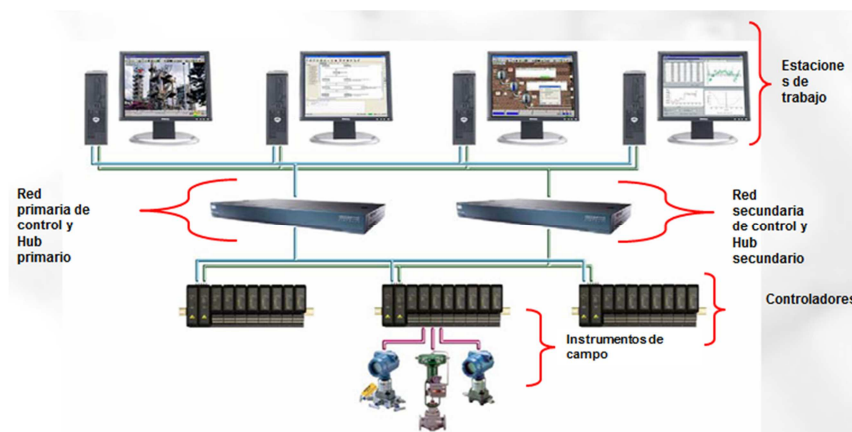 Estacione
s de
trabajo
Red
primaria de
control y
Hub
primario
Red
secundaria
de control y
Hub
secundario
Controladores
Instrumentos de
campo